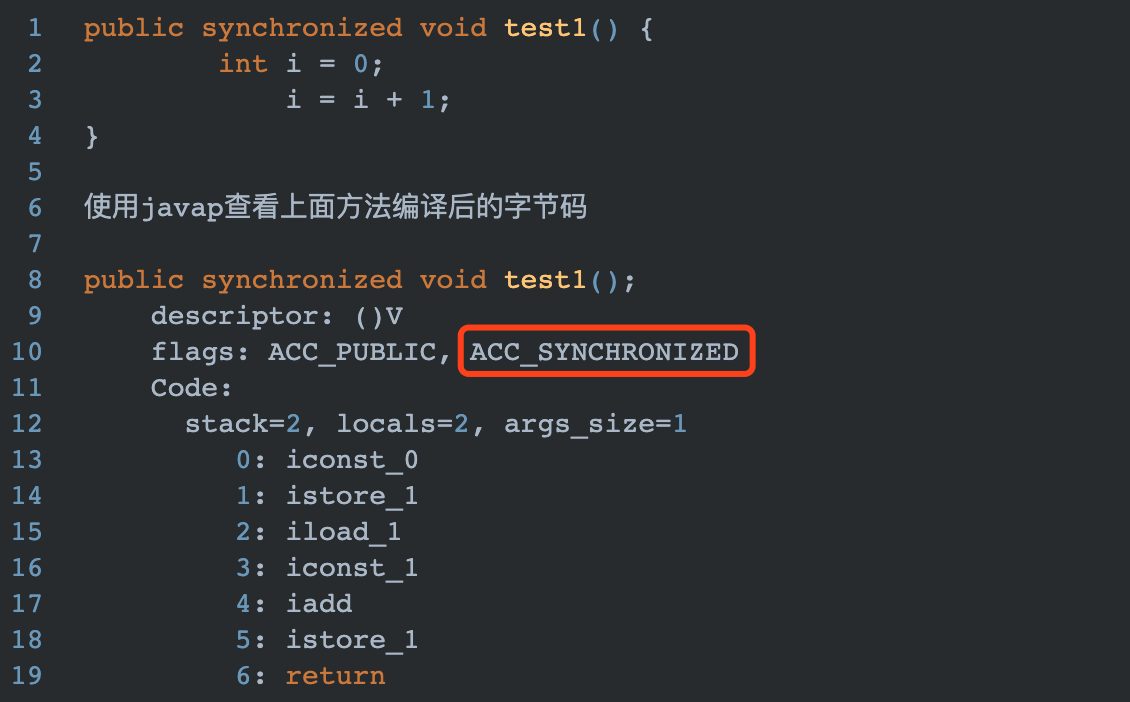 1 public synchronized void test1() {
2 int i = 0;
3 i = i + 1;
4 }
5
6 使用javap查看上面方法编译后的字节码
7
8 public synchronized void test1();
9 descriptor: ()V
10 flags: ACC_PUBLIC, ACC_SYNCHRONIZED
11 Code:
12 stack=2, locals=2, args_size=1
13 0: iconst_0
14 1: istore_1
15 2: iload_1
16 3: iconst_1
17 4: iadd
18 5: istore_1
19 6: return